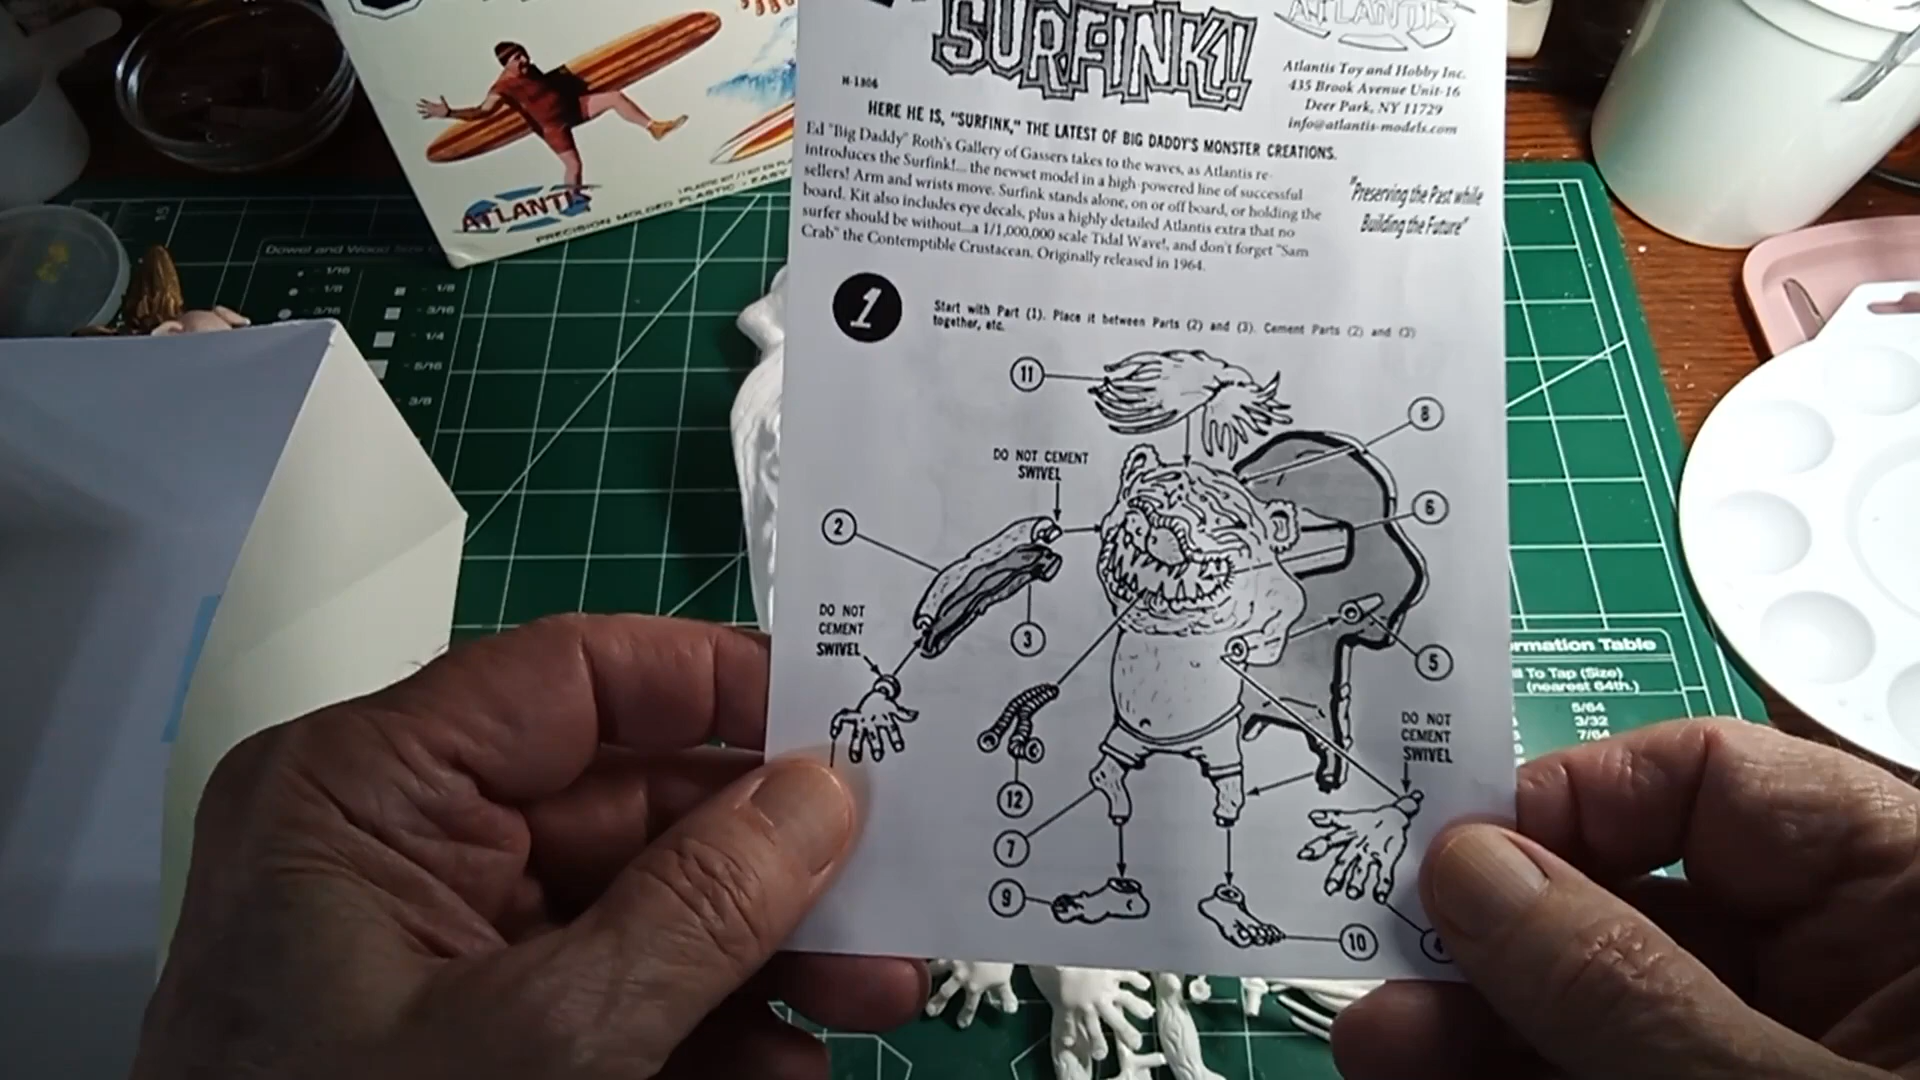 SURFINK!
ATLANTIS
H-1306
Atlantis Toy and Hobby Inc.
435 Brook Avenue Unit-16
Deer Park, NY 11729
info@atlantis-models.com
HERE HE IS, "SURFINK," THE LATEST OF BIG DADDY'S MONSTER CREATIONS.
Ed "Big Daddy" Roth's Gallery of Gassers takes to the waves, as Atlantis re-
introduces the Surfink!... the newset model in a high-powered line of successful
sellers! Arm and wrists move. Surfink stands alone, on or off board, or holding the
board. Kit also includes eye decals, plus a highly detailed Atlantis extra that no
surfer should be without...a 1/1,000,000 scale Tidal Wave!, and don't forget "Sam
Crab" the Contemptible Crustacean. Originally released in 1964.
"Preserving the Past while
Building the Future"
1
Start with Part (1). Place it between Parts (2) and (3). Cement Parts (2) and (3)
together, etc.
11
8
DO NOT CEMENT
SWIVEL
6
2
3
DO NOT
CEMENT
SWIVEL
5
12
DO NOT
CEMENT
SWIVEL
7
9
10
4
ATLANTIS
PRECISION MOLDED PLASTIC
Dowel and Wood Size
1/16
1/8
3/16
1/8
3/16
1/4
5/16
3/8
ormation Table
To Tap (Size)
(nearest 64th.)
5/64
3/32
7/64